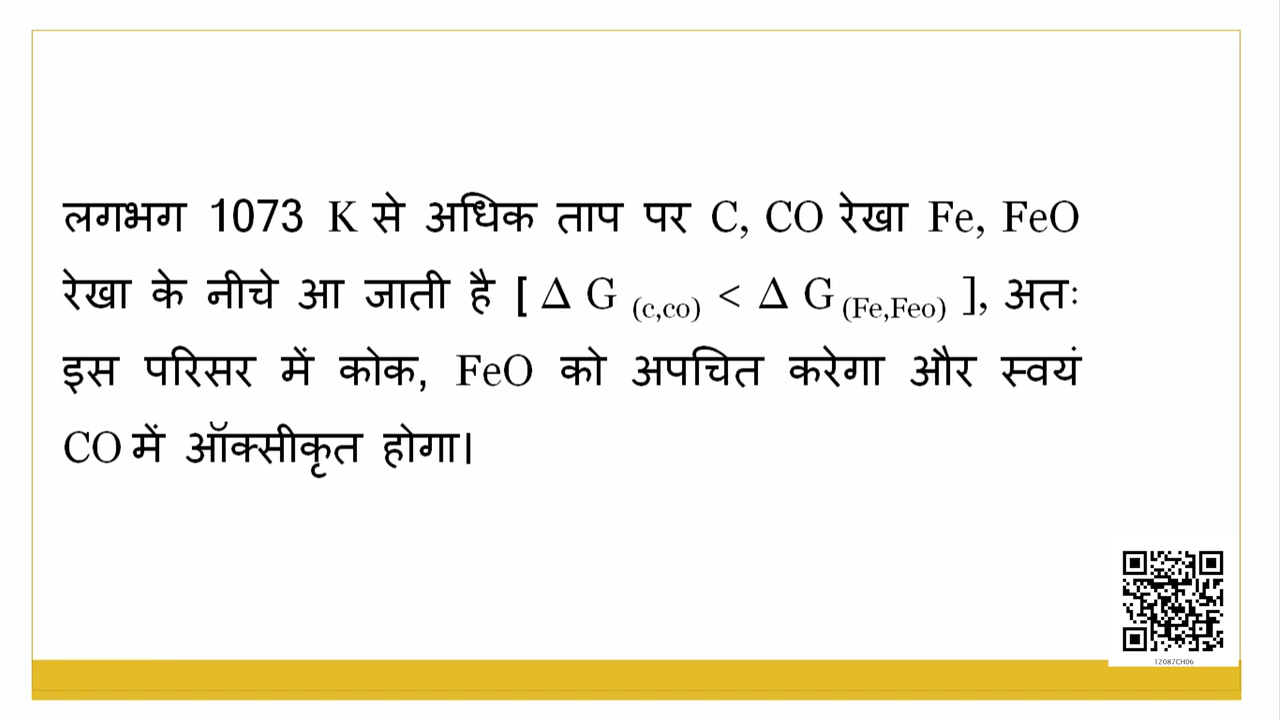 लगभग 1073 K से अधिक ताप पर C, CO रेखा Fe, FeO
रेखा के नीचे आ जाती है [ Δ G (c,co) < Δ G (Fe,Feo) ], अतः
इस परिसर में कोक, FeO को अपचित करेगा और स्वयं
CO में ऑक्सीकृत होगा।
12087CH06